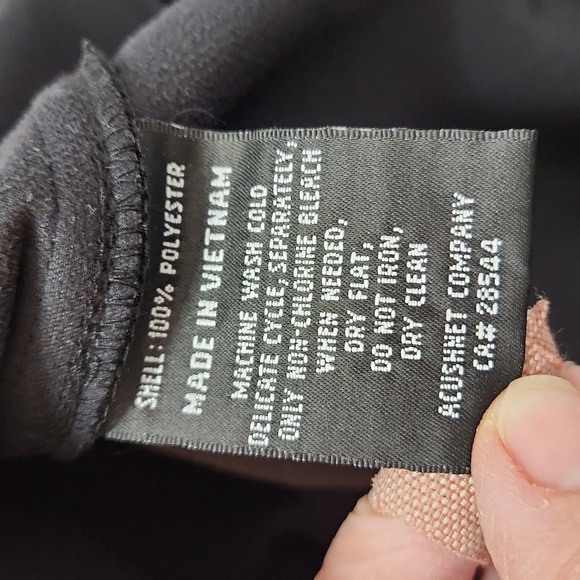 SHELL: 100% POLYESTER
MADE IN VIETNAM
MACHINE WASH COLD
DELICATE CYCLE, SEPARATELY,
ONLY NON CHLORINE BLEACH
WHEN NEEDED,
DRY FLAT,
DO NOT IRON,
DRY CLEAN
ACUSHNET COMPANY
CA# 28544